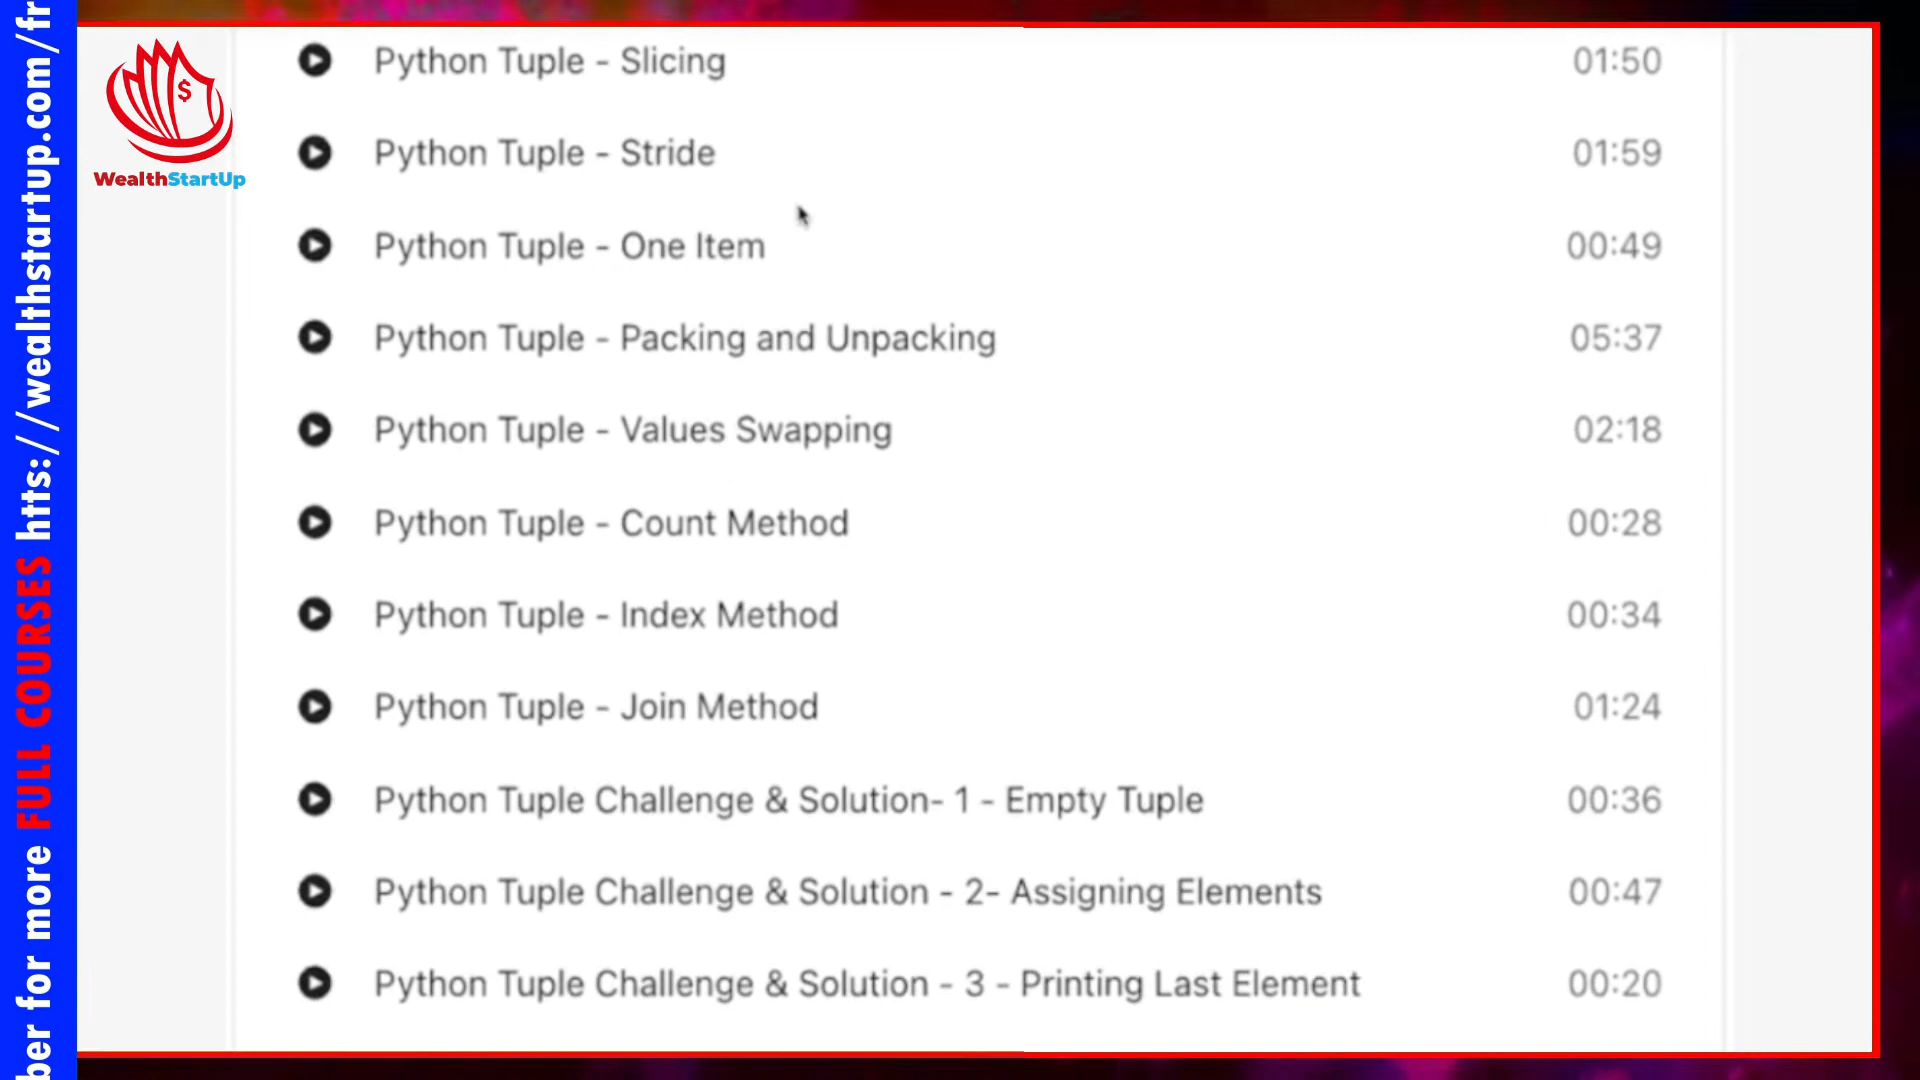 ber for more FULL COURSES htts://wealthstartup.com/fr
$
WealthStartUp
Python Tuple - Slicing 01:50
Python Tuple - Stride 01:59
Python Tuple - One Item 00:49
Python Tuple - Packing and Unpacking 05:37
Python Tuple - Values Swapping 02:18
Python Tuple - Count Method 00:28
Python Tuple - Index Method 00:34
Python Tuple - Join Method 01:24
Python Tuple Challenge & Solution- 1 - Empty Tuple 00:36
Python Tuple Challenge & Solution - 2- Assigning Elements 00:47
Python Tuple Challenge & Solution - 3 - Printing Last Element 00:20